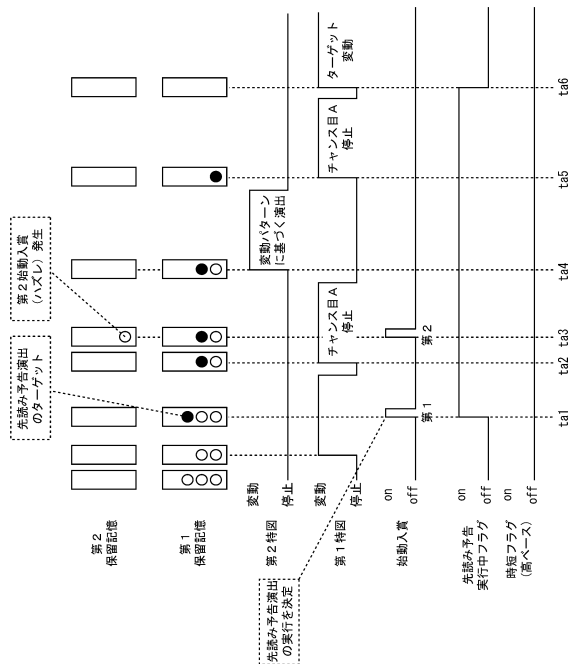 先読み予告演出
のターゲット
第２始動入賞
（ハズレ）発生
第２
保留記憶
第１
保留記憶
第２特図
変動
停止
変動パターン
に基づく演出
第１特図
変動
停止
チャンス目Ａ
停止
チャンス目Ａ
停止
ターゲット
変動
先読み予告演出
の実行を決定
始動入賞
on
off
第１
第２
先読み予告
実行中フラグ
on
off
時短フラグ
（高ベース）
on
off
ta1
ta2
ta3
ta4
ta5
ta6